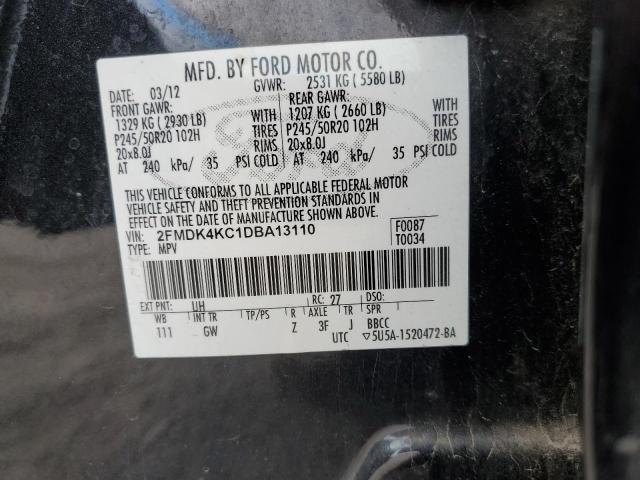 MFD. BY FORD MOTOR CO.
DATE: 03/12 GVWR: 2531 KG ( 5580 LB)
FRONT GAWR: REAR GAWR:
1329 KG ( 2930 LB) WITH 1207 KG ( 2660 LB) WITH
P245/50R20 102H TIRES P245/50R20 102H TIRES
20x8.0J RIMS 20x8.0J RIMS
AT 240 kPa/ 35 PSI COLD AT 240 kPa/ 35 PSI COLD
THIS VEHICLE CONFORMS TO ALL APPLICABLE FEDERAL MOTOR
VEHICLE SAFETY AND THEFT PREVENTION STANDARDS IN
EFFECT ON THE DATE OF MANUFACTURE SHOWN ABOVE.
VIN: 2FMDK4KC1DBA13110 F0087
TYPE: MPV T0034
EXT PNT: UH RC: 27 DSO:
WB INT TR TP/PS R AXLE TR SPR
111 GW Z 3F J BBCC
UTC ▽5U5A-1520472-BA